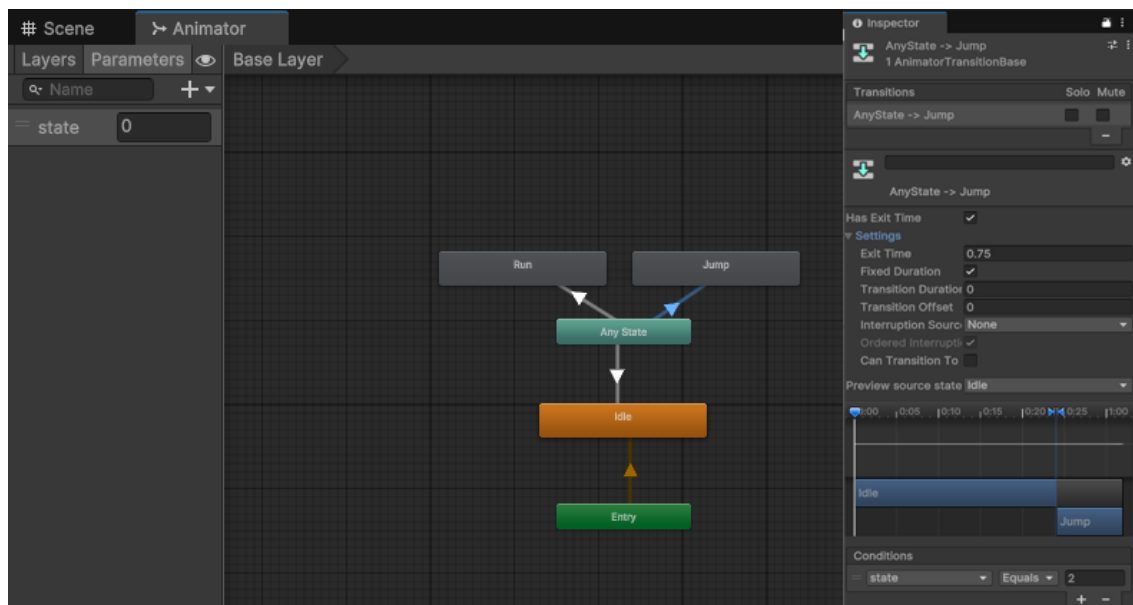 Scene
Animator
Layers Parameters
Base Layer
Name
state 0
Run
Jump
Any State
Idle
Entry
Inspector
AnyState -> Jump
1 AnimatorTransitionBase
Transitions Solo Mute
AnyState -> Jump
AnyState -> Jump
Has Exit Time
Settings
Exit Time 0.75
Fixed Duration
Transition Duration 0
Transition Offset 0
Interruption Sourc None
Ordered Interrupti
Can Transition To
Preview source state Idle
0:00 0:05 0:10 0:15 0:20 0:25 1:00
Idle
Jump
Conditions
state Equals 2